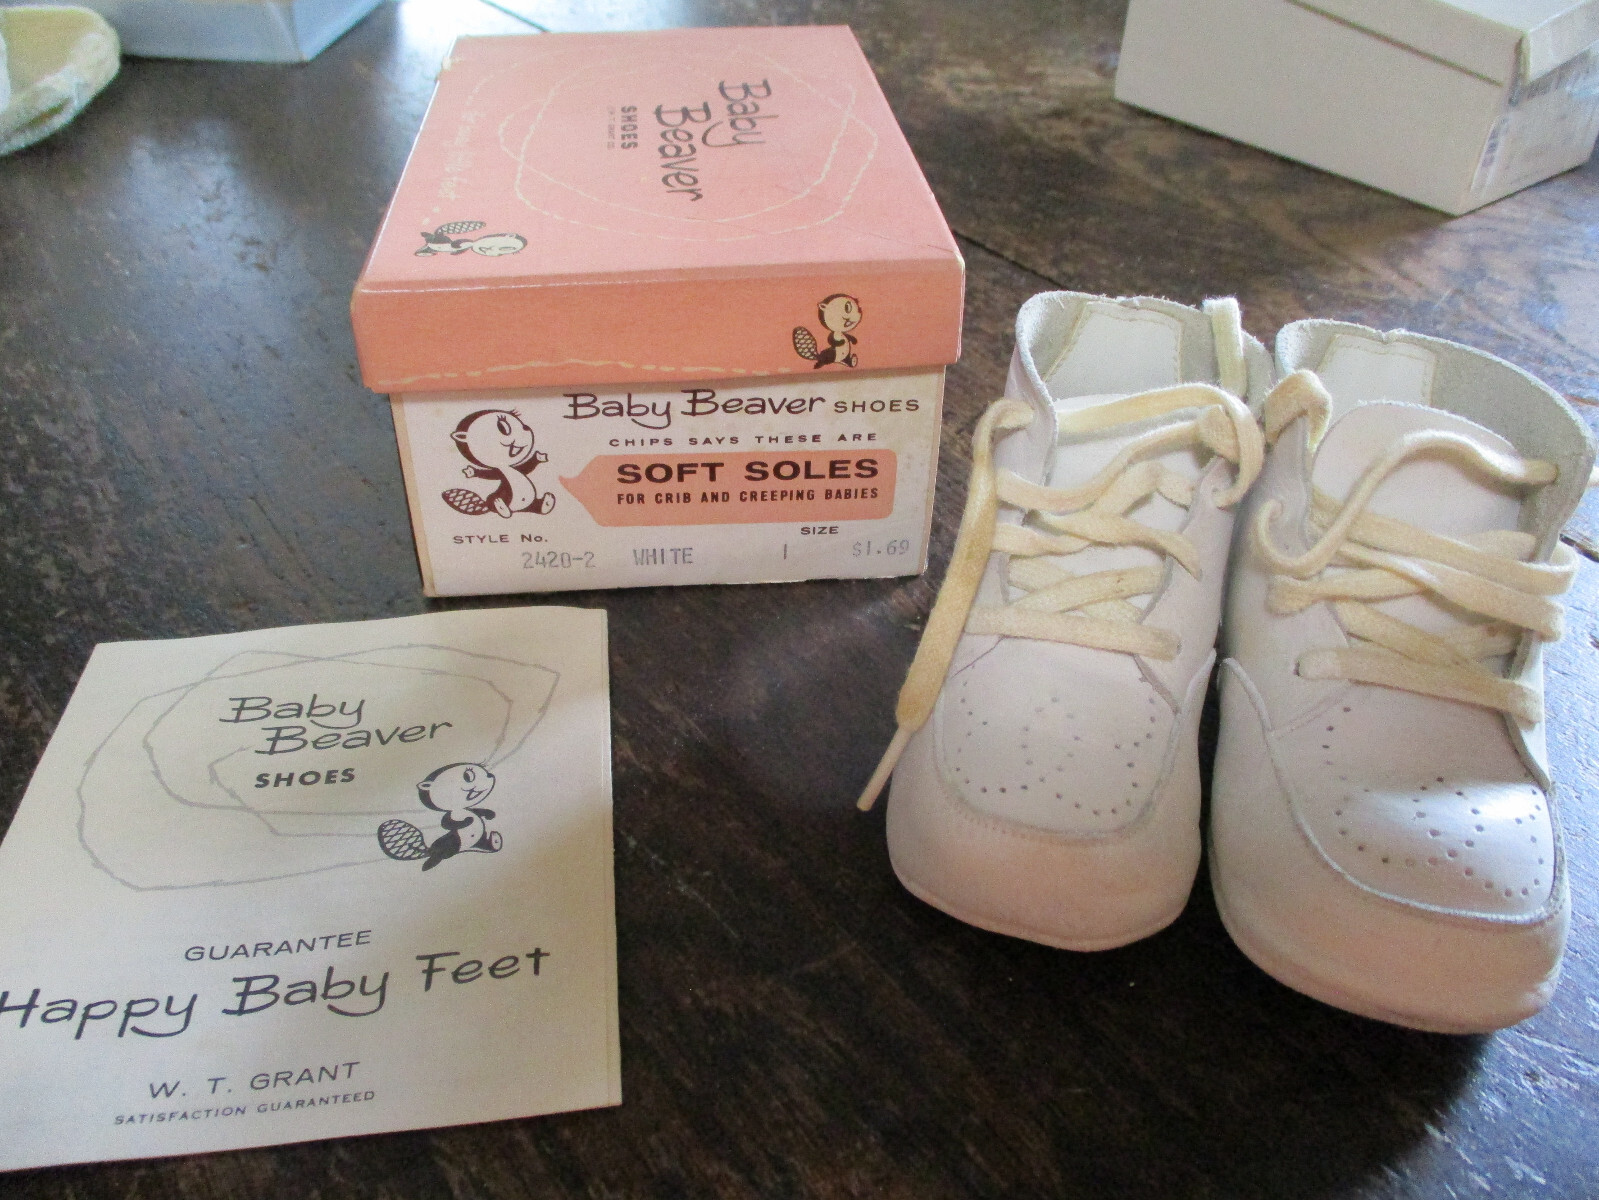 Baby
Beaver
SHOES
Baby Beaver SHOES
CHIPS SAYS THESE ARE
SOFT SOLES
FOR CRIB AND CREEPING BABIES
STYLE No.
SIZE
2420-2 WHITE 1 $1.69
Baby
Beaver
SHOES
GUARANTEE
Happy Baby Feet
W. T. GRANT
SATISFACTION GUARANTEED